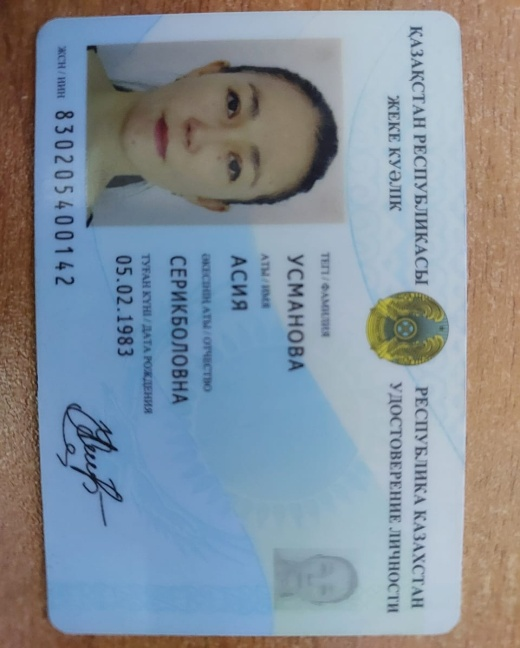 ҚАЗАҚСТАН РЕСПУБЛИКАСЫ
ЖЕКЕ КУӘЛІК
РЕСПУБЛИКА КАЗАХСТАН
УДОСТОВЕРЕНИЕ ЛИЧНОСТИ
ТЕГІ / ФАМИЛИЯ
УСМАНОВА
АТЫ / ИМЯ
АСИЯ
ӘКЕСІНІҢ АТЫ / ОТЧЕСТВО
СЕРИКБОЛОВНА
ТУҒАН КҮНІ / ДАТА РОЖДЕНИЯ
05.02.1983
ЖСН / ИИН
830205400142